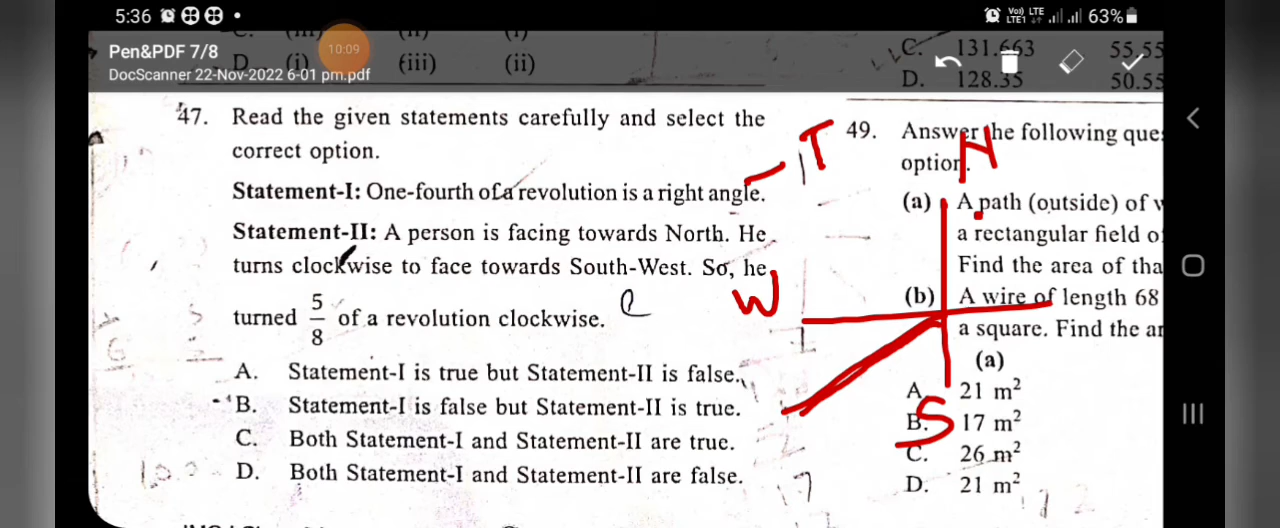 5:36
Vo) LTE
LTE1
63%
Pen&PDF 7/8
DocScanner 22-Nov-2022 6-01 pm.pdf
10:09
C. (iii) (ii) (i)
D. (i) (iii) (ii)
47. Read the given statements carefully and select the
correct option.
Statement-I: One-fourth of a revolution is a right angle.
Statement-II: A person is facing towards North. He
turns clockwise to face towards South-West. So, he
turned 5/8 of a revolution clockwise.
A. Statement-I is true but Statement-II is false.
B. Statement-I is false but Statement-II is true.
C. Both Statement-I and Statement-II are true.
D. Both Statement-I and Statement-II are false.
T
N
W
S
C. 131.663 55.55
D. 128.35 50.55
49. Answer the following que
option.
(a) A path (outside) of
a rectangular field o
Find the area of tha
(b) A wire of length 68
a square. Find the ar
(a)
A. 21 m²
B. 17 m²
C. 26 m²
D. 21 m²